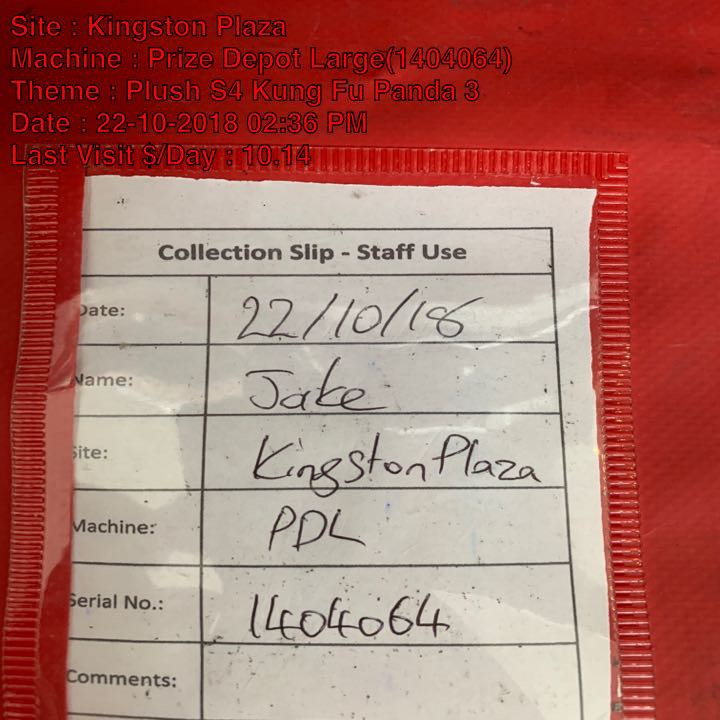 Site : Kingston Plaza
Machine : Prize Depot Large(1404064)
Theme : Plush S4 Kung Fu Panda 3
Date : 22-10-2018 02:36 PM
Last Visit $/Day : 10.14
Collection Slip - Staff Use
Date: 22/10/18
Name: Jake
Site: Kingston Plaza
Machine: PDL
Serial No.: 1404064
Comments: